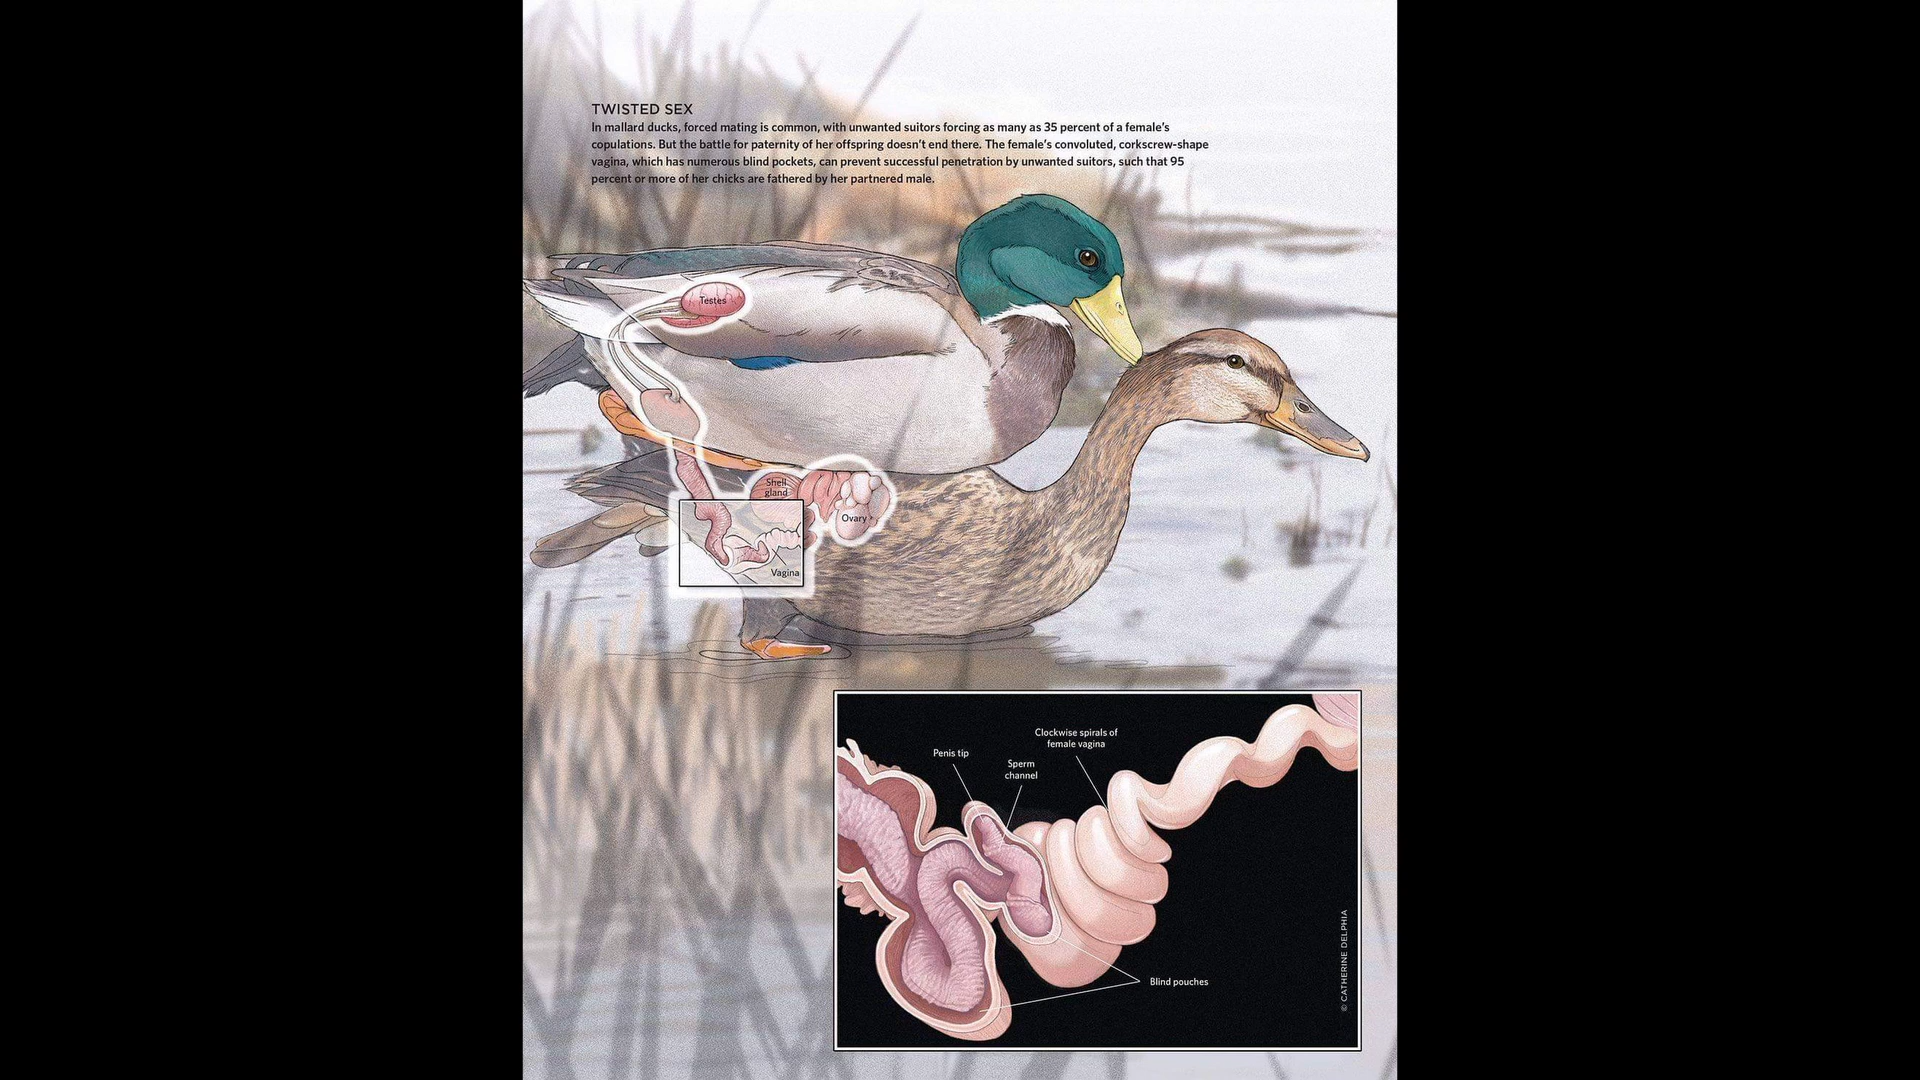 TWISTED SEX
In mallard ducks, forced mating is common, with unwanted suitors forcing as many as 35 percent of a female's
copulations. But the battle for paternity of her offspring doesn't end there. The female's convoluted, corkscrew-shape
vagina, which has numerous blind pockets, can prevent successful penetration by unwanted suitors, such that 95
percent or more of her chicks are fathered by her partnered male.
Testes
Shell
gland
Ovary
Vagina
Clockwise spirals of
female vagina
Penis tip
Sperm
channel
Blind pouches
© CATHERINE DELPHIA